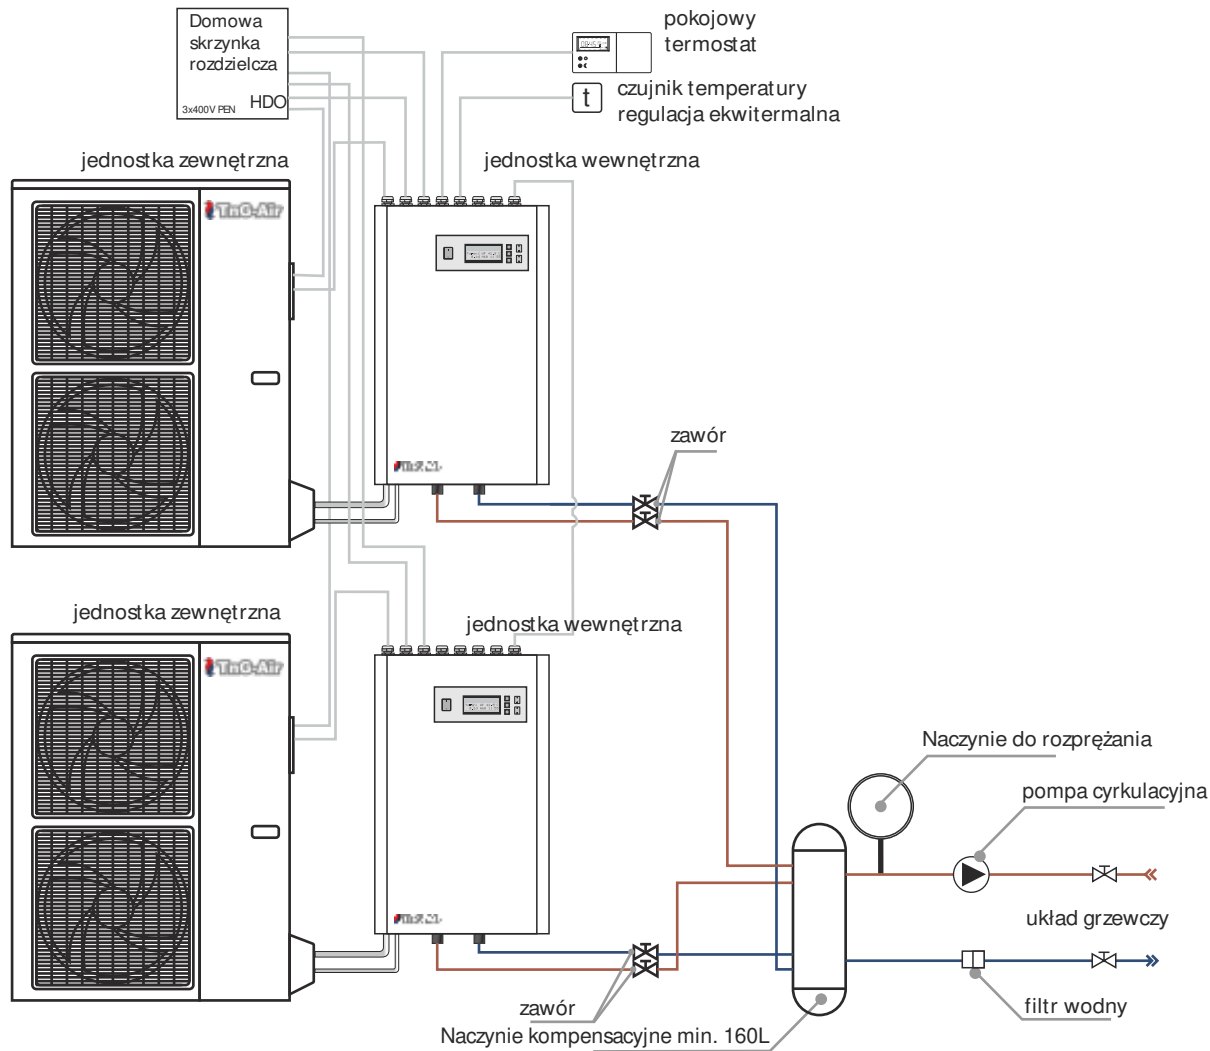 Domowa
skrzynka
rozdzielcza
HDO
3x400V PEN
pokojowy
termostat
t
czujnik temperatury
regulacja ekwitermalna
jednostka zewnętrzna
jednostka wewnętrzna
TnG-Air
zawór
jednostka zewnętrzna
jednostka wewnętrzna
TnG-Air
Naczynie do rozprężania
pompa cyrkulacyjna
układ grzewczy
zawór
filtr wodny
Naczynie kompensacyjne min. 160L